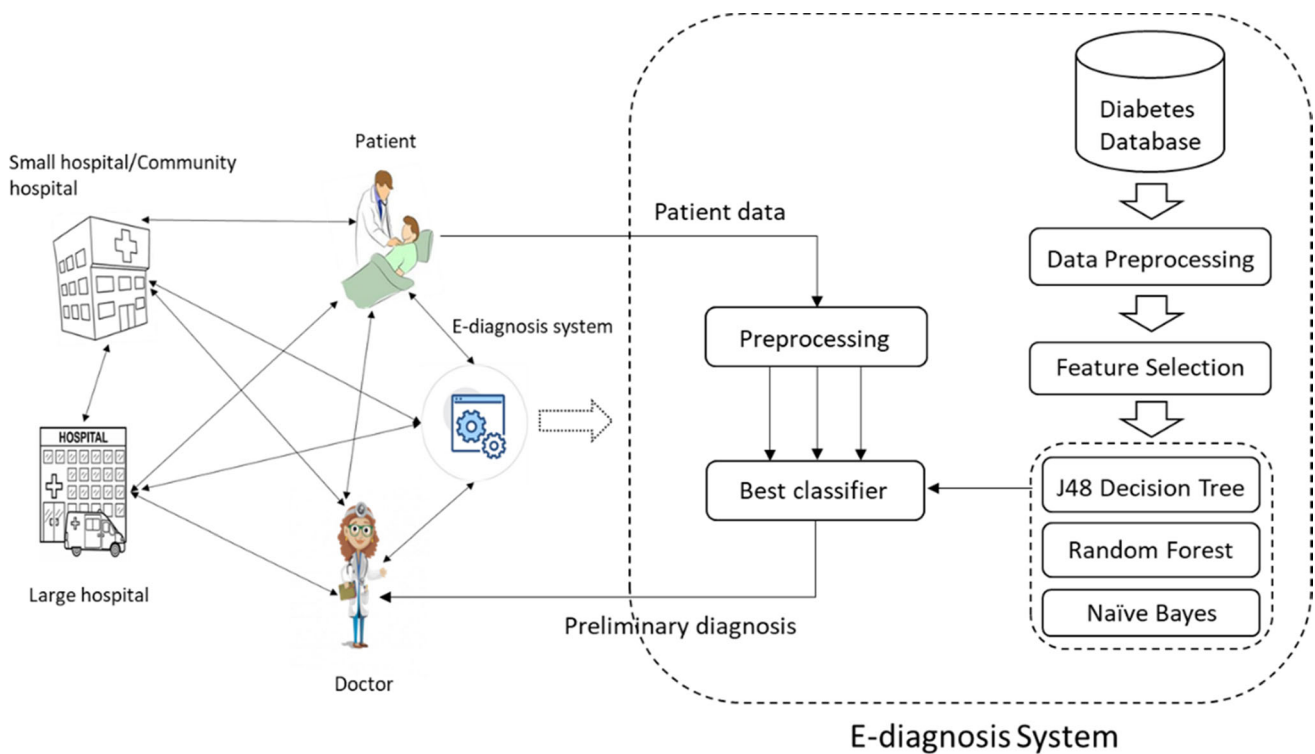 Small hospital/Community
hospital
Patient
E-diagnosis system
HOSPITAL
Large hospital
Doctor
Patient data
Preprocessing
Best classifier
Preliminary diagnosis
Diabetes
Database
Data Preprocessing
Feature Selection
J48 Decision Tree
Random Forest
Naïve Bayes
E-diagnosis System